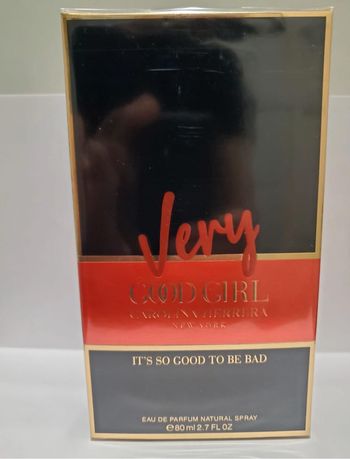 Very
GOOD GIRL
CAROLINA HERRERA
NEW YORK
IT'S SO GOOD TO BE BAD
EAU DE PARFUM NATURAL SPRAY
℮80 ml 2.7 FL OZ